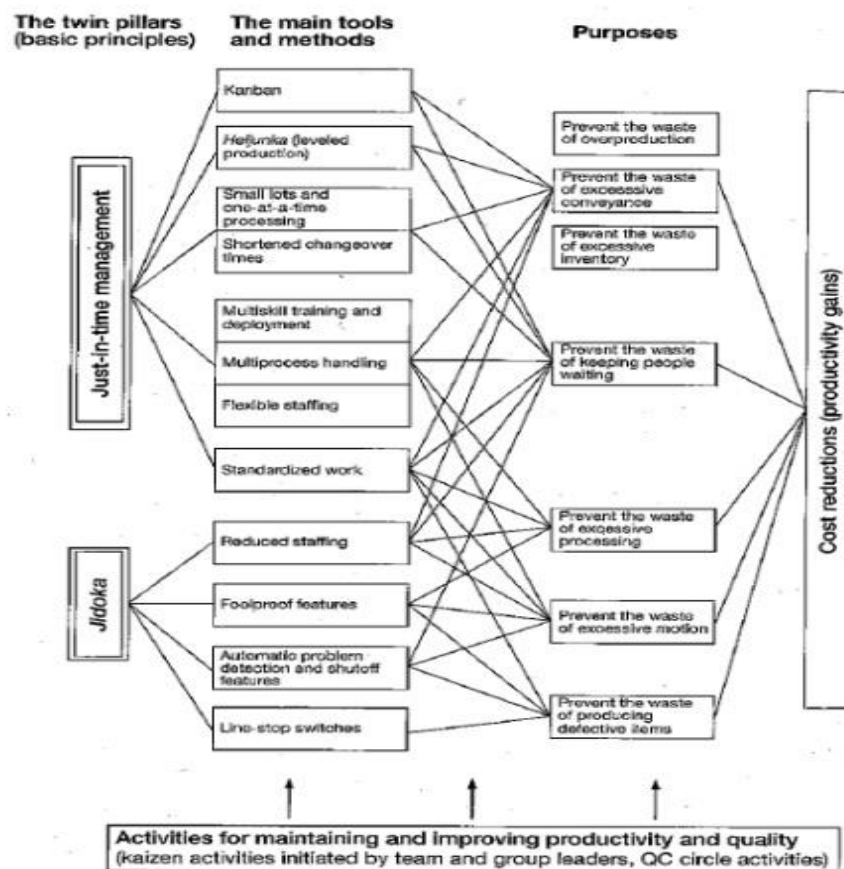 The twin pillars
(basic principles)
The main tools
and methods
Purposes
Just-in-time management
Jidoka
Kanban
Heijunka (leveled
production)
Small lots and
one-at-a-time
processing
Shortened changeover
times
Multiskill training and
deployment
Multiprocess handling
Flexible staffing
Standardized work
Reduced staffing
Foolproof features
Automatic problem
detection and shutoff
features
Line-stop switches
Prevent the waste
of overproduction
Prevent the waste
of excesssive
conveyance
Prevent the waste
of excessive
inventory
Prevent the waste
of keeping people
waiting
Prevent the waste
of excessive
processing
Prevent the waste
of excessive motion
Prevent the waste
of producing
defective items
Cost reductions (productivity gains)
Activities for maintaining and improving productivity and quality
(kaizen activities initiated by team and group leaders, QC circle activities)